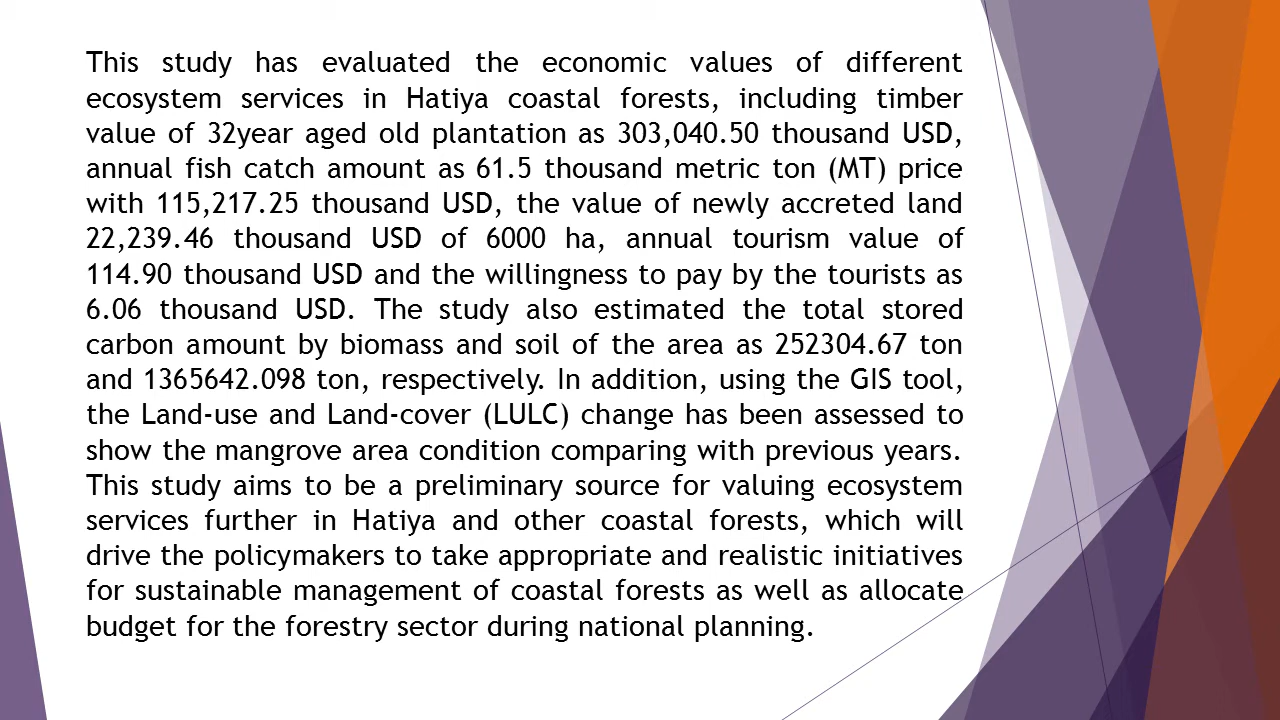 This study has evaluated the economic values of different
ecosystem services in Hatiya coastal forests, including timber
value of 32year aged old plantation as 303,040.50 thousand USD,
annual fish catch amount as 61.5 thousand metric ton (MT) price
with 115,217.25 thousand USD, the value of newly accreted land
22,239.46 thousand USD of 6000 ha, annual tourism value of
114.90 thousand USD and the willingness to pay by the tourists as
6.06 thousand USD. The study also estimated the total stored
carbon amount by biomass and soil of the area as 252304.67 ton
and 1365642.098 ton, respectively. In addition, using the GIS tool,
the Land-use and Land-cover (LULC) change has been assessed to
show the mangrove area condition comparing with previous years.
This study aims to be a preliminary source for valuing ecosystem
services further in Hatiya and other coastal forests, which will
drive the policymakers to take appropriate and realistic initiatives
for sustainable management of coastal forests as well as allocate
budget for the forestry sector during national planning.